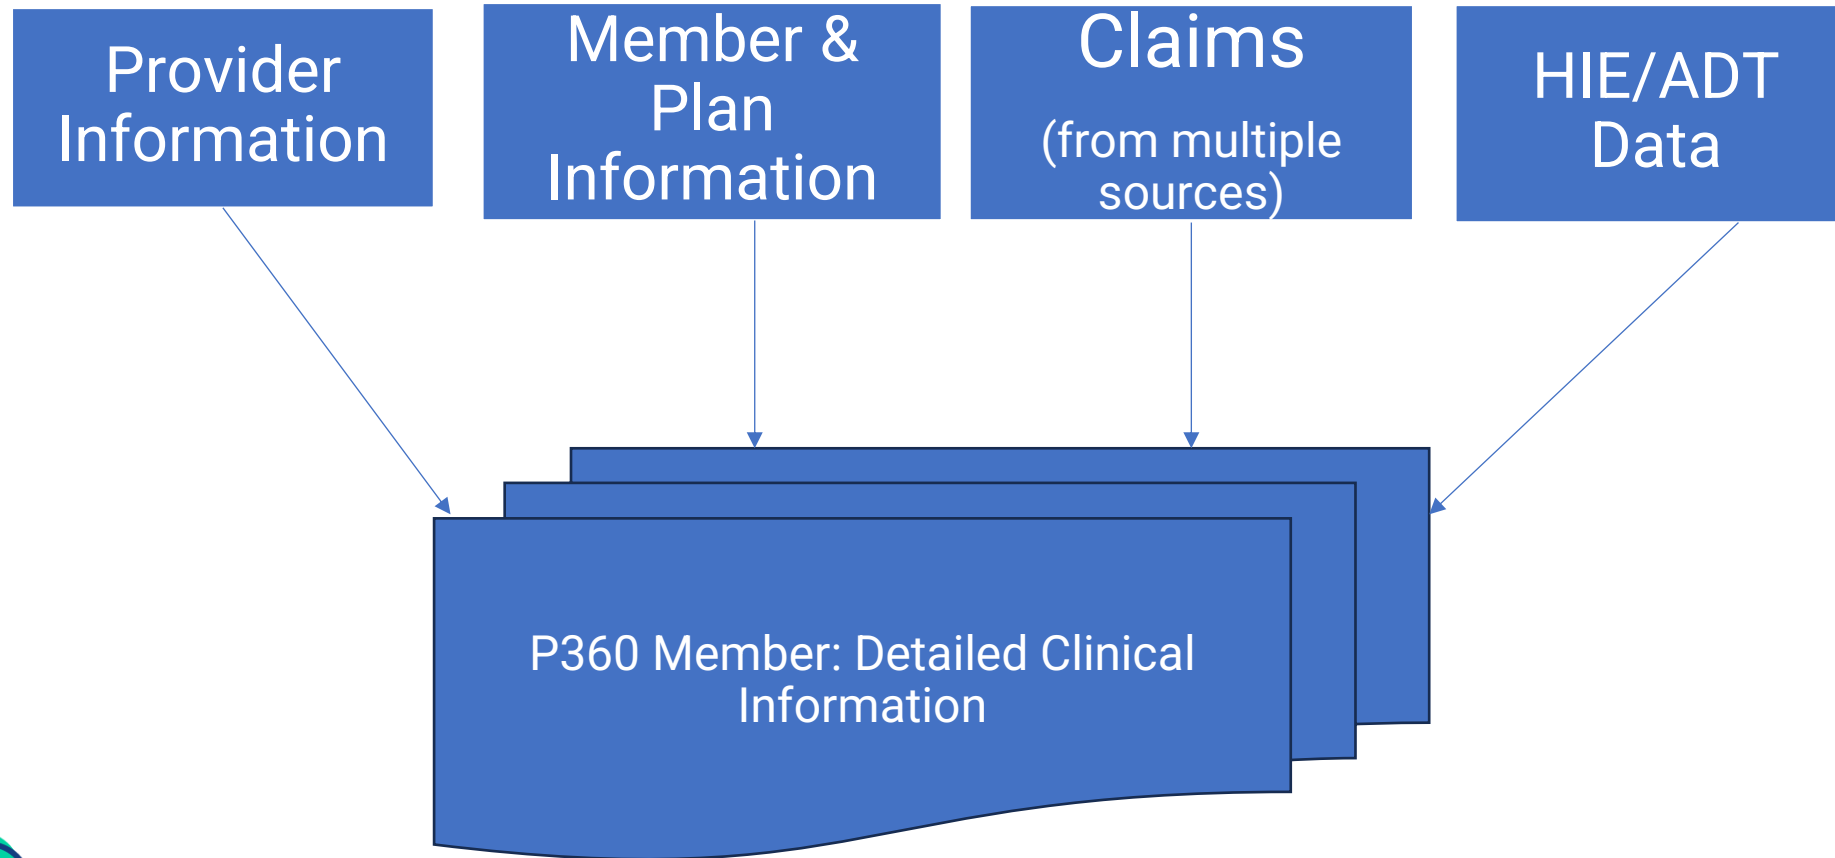 Provider
Information
Member &
Plan
Information
Claims
(from multiple
sources)
HIE/ADT
Data
P360 Member: Detailed Clinical
Information